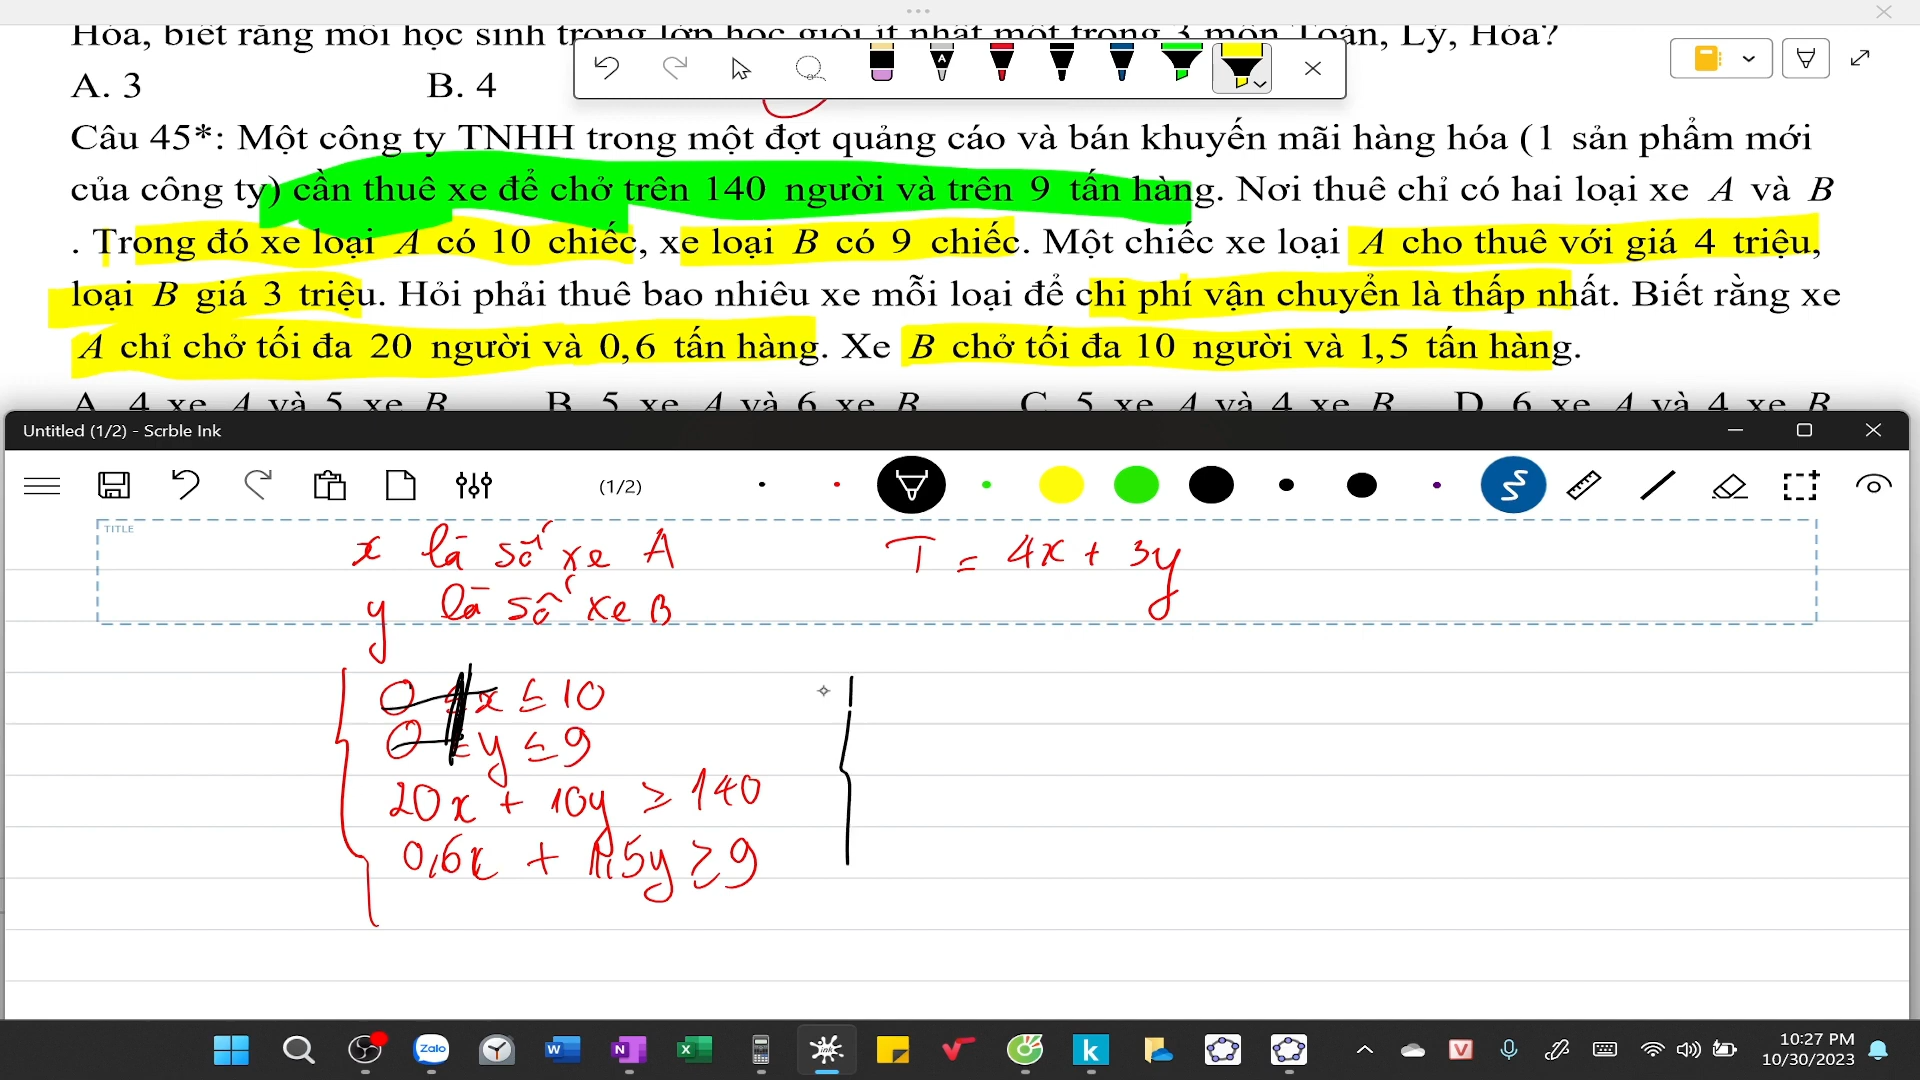 Hóa, biết rằng mỗi học sinh trong lớp học giỏi ít nhất một trong 3 môn Toán, Lý, Hóa?
A. 3 B. 4
Câu 45*: Một công ty TNHH trong một đợt quảng cáo và bán khuyến mãi hàng hóa (1 sản phẩm mới
của công ty) cần thuê xe để chở trên 140 người và trên 9 tấn hàng. Nơi thuê chỉ có hai loại xe A và B
. Trong đó xe loại A có 10 chiếc, xe loại B có 9 chiếc. Một chiếc xe loại A cho thuê với giá 4 triệu,
loại B giá 3 triệu. Hỏi phải thuê bao nhiêu xe mỗi loại để chi phí vận chuyển là thấp nhất. Biết rằng xe
A chỉ chở tối đa 20 người và 0,6 tấn hàng. Xe B chở tối đa 10 người và 1,5 tấn hàng.
A. 4 xe A và 5 xe B B. 5 xe A và 6 xe B C. 5 xe A và 4 xe B D. 6 xe A và 4 xe B
Untitled (1/2) - Scrble Ink
(1/2)
TITLE
x là số xe A T = 4x + 3y
y là số xe B
0 ≤ x ≤ 10
0 ≤ y ≤ 9
20x + 10y ≥ 140
0,6x + 1,5y ≥ 9
Zalo
10:27 PM
10/30/2023